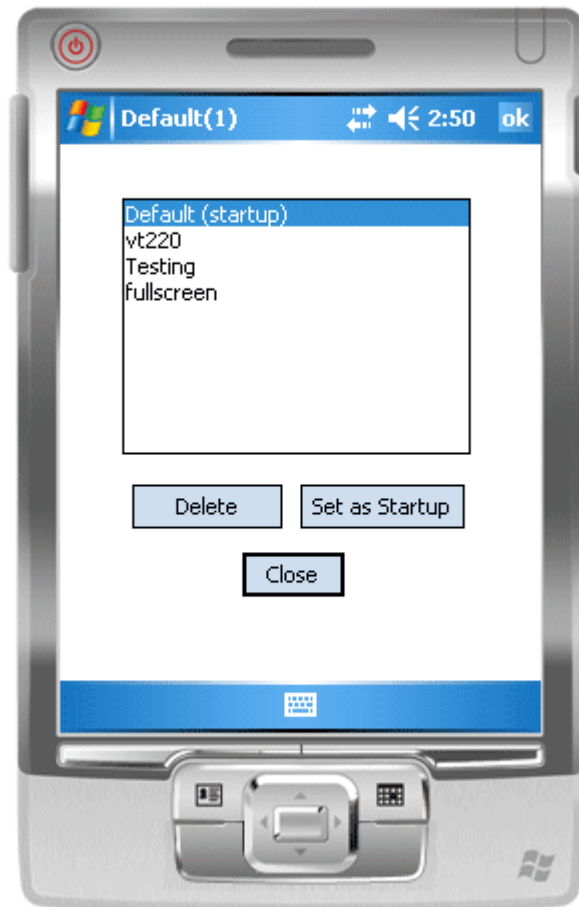 Default(1) 2:50 ok
Default (startup)
vt220
Testing
fullscreen
Delete Set as Startup
Close